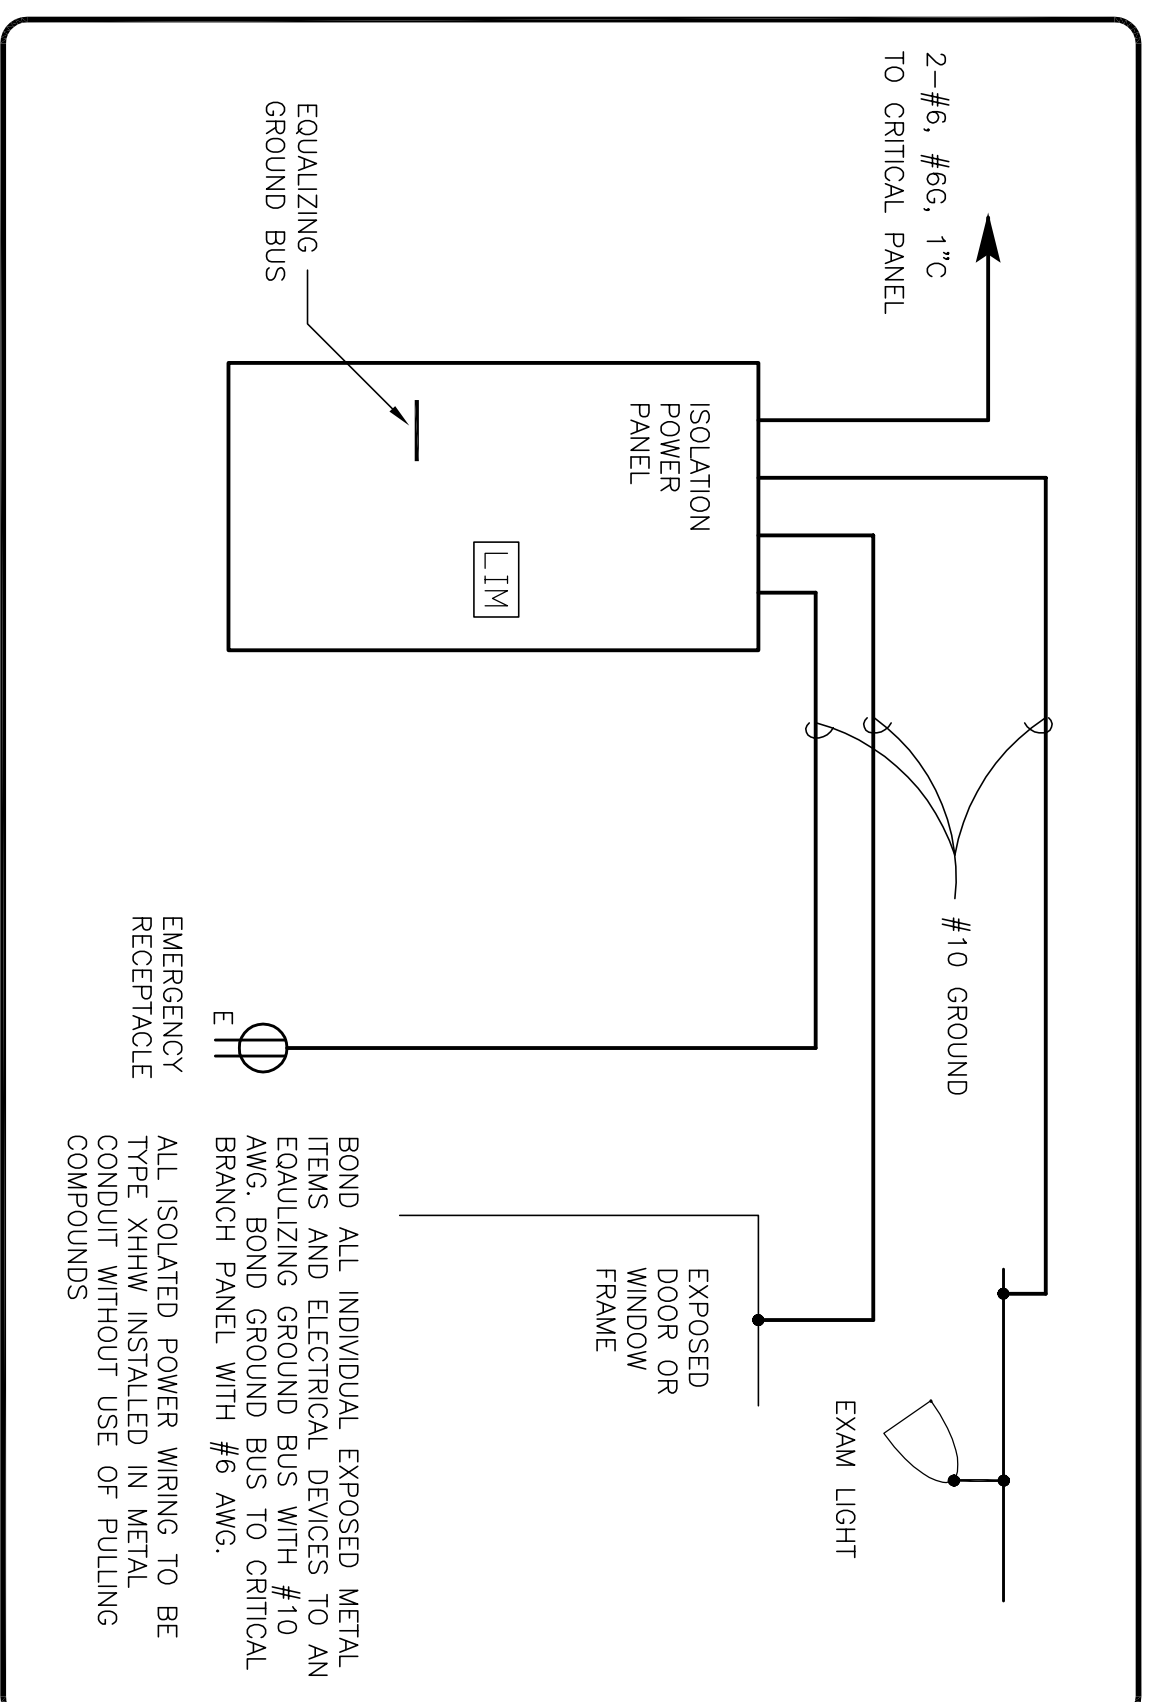 2-#6, #6G, 1"C
TO CRITICAL PANEL
EQUALIZING
GROUND BUS
ISOLATION
POWER
PANEL
LIM
#10 GROUND
EXAM LIGHT
EXPOSED
DOOR OR
WINDOW
FRAME
E
EMERGENCY
RECEPTACLE
BOND ALL INDIVIDUAL EXPOSED METAL
ITEMS AND ELECTRICAL DEVICES TO AN
EQAULIZING GROUND BUS WITH #10
AWG. BOND GROUND BUS TO CRITICAL
BRANCH PANEL WITH #6 AWG.
ALL ISOLATED POWER WIRING TO BE
TYPE XHHW INSTALLED IN METAL
CONDUIT WITHOUT USE OF PULLING
COMPOUNDS